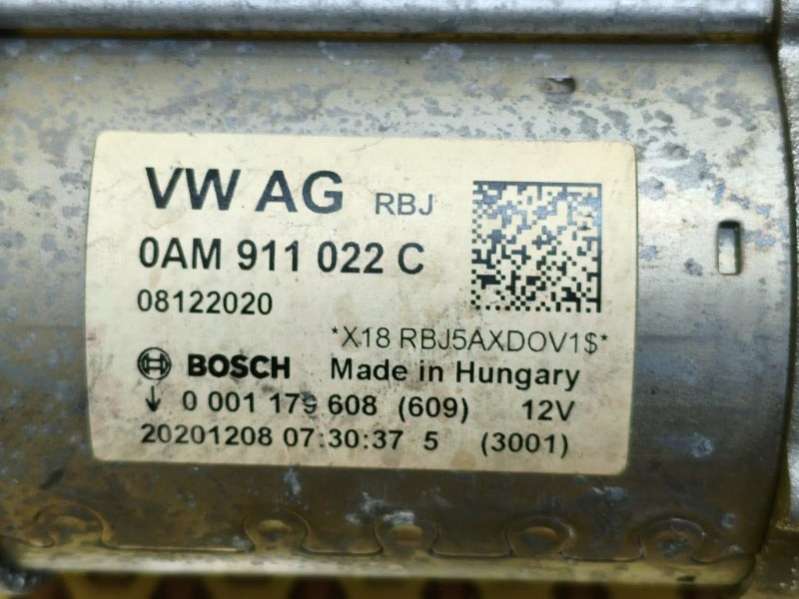 VW AG RBJ
0AM 911 022 C
08122020
*X18 RBJ5AXDOV1$*
BOSCH Made in Hungary
↓ 0 001 179 608 (609) 12V
20201208 07:30:37 5 (3001)